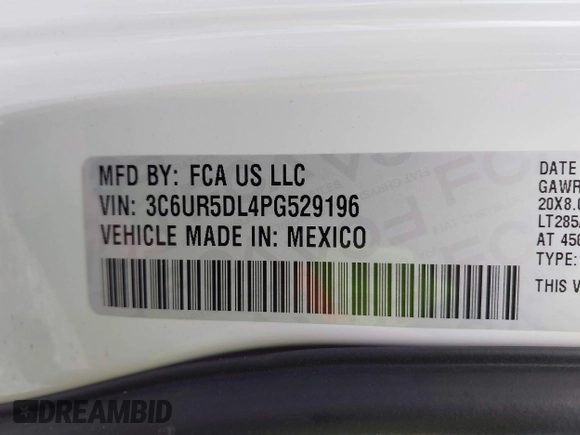 MFD BY: FCA US LLC
VIN: 3C6UR5DL4PG529196
VEHICLE MADE IN: MEXICO
DATE
GAWR
20X8.0
LT285
AT 450
TYPE:
THIS V
DREAMBID